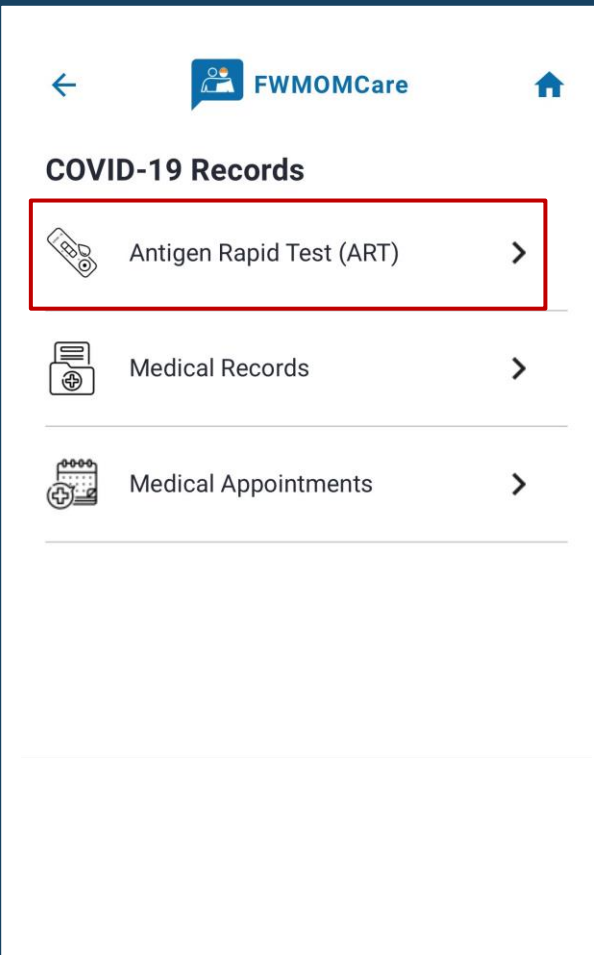 FWMOMCare
COVID-19 Records
Antigen Rapid Test (ART)
Medical Records
Medical Appointments